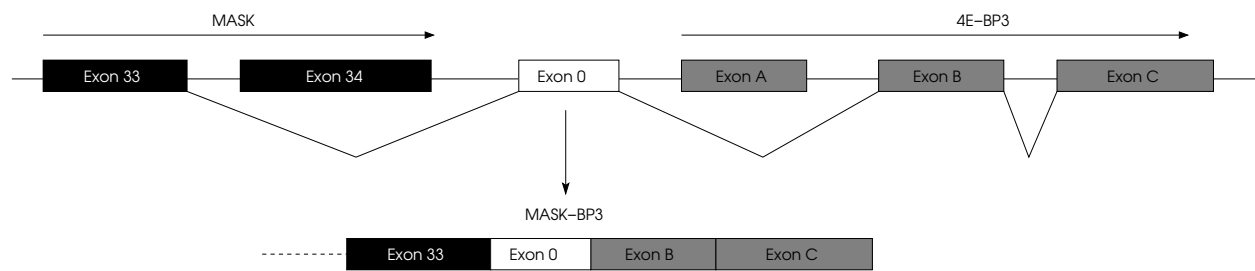 MASK 4E–BP3
Exon 33 Exon 34 Exon 0 Exon A Exon B Exon C
MASK–BP3
Exon 33 Exon 0 Exon B Exon C